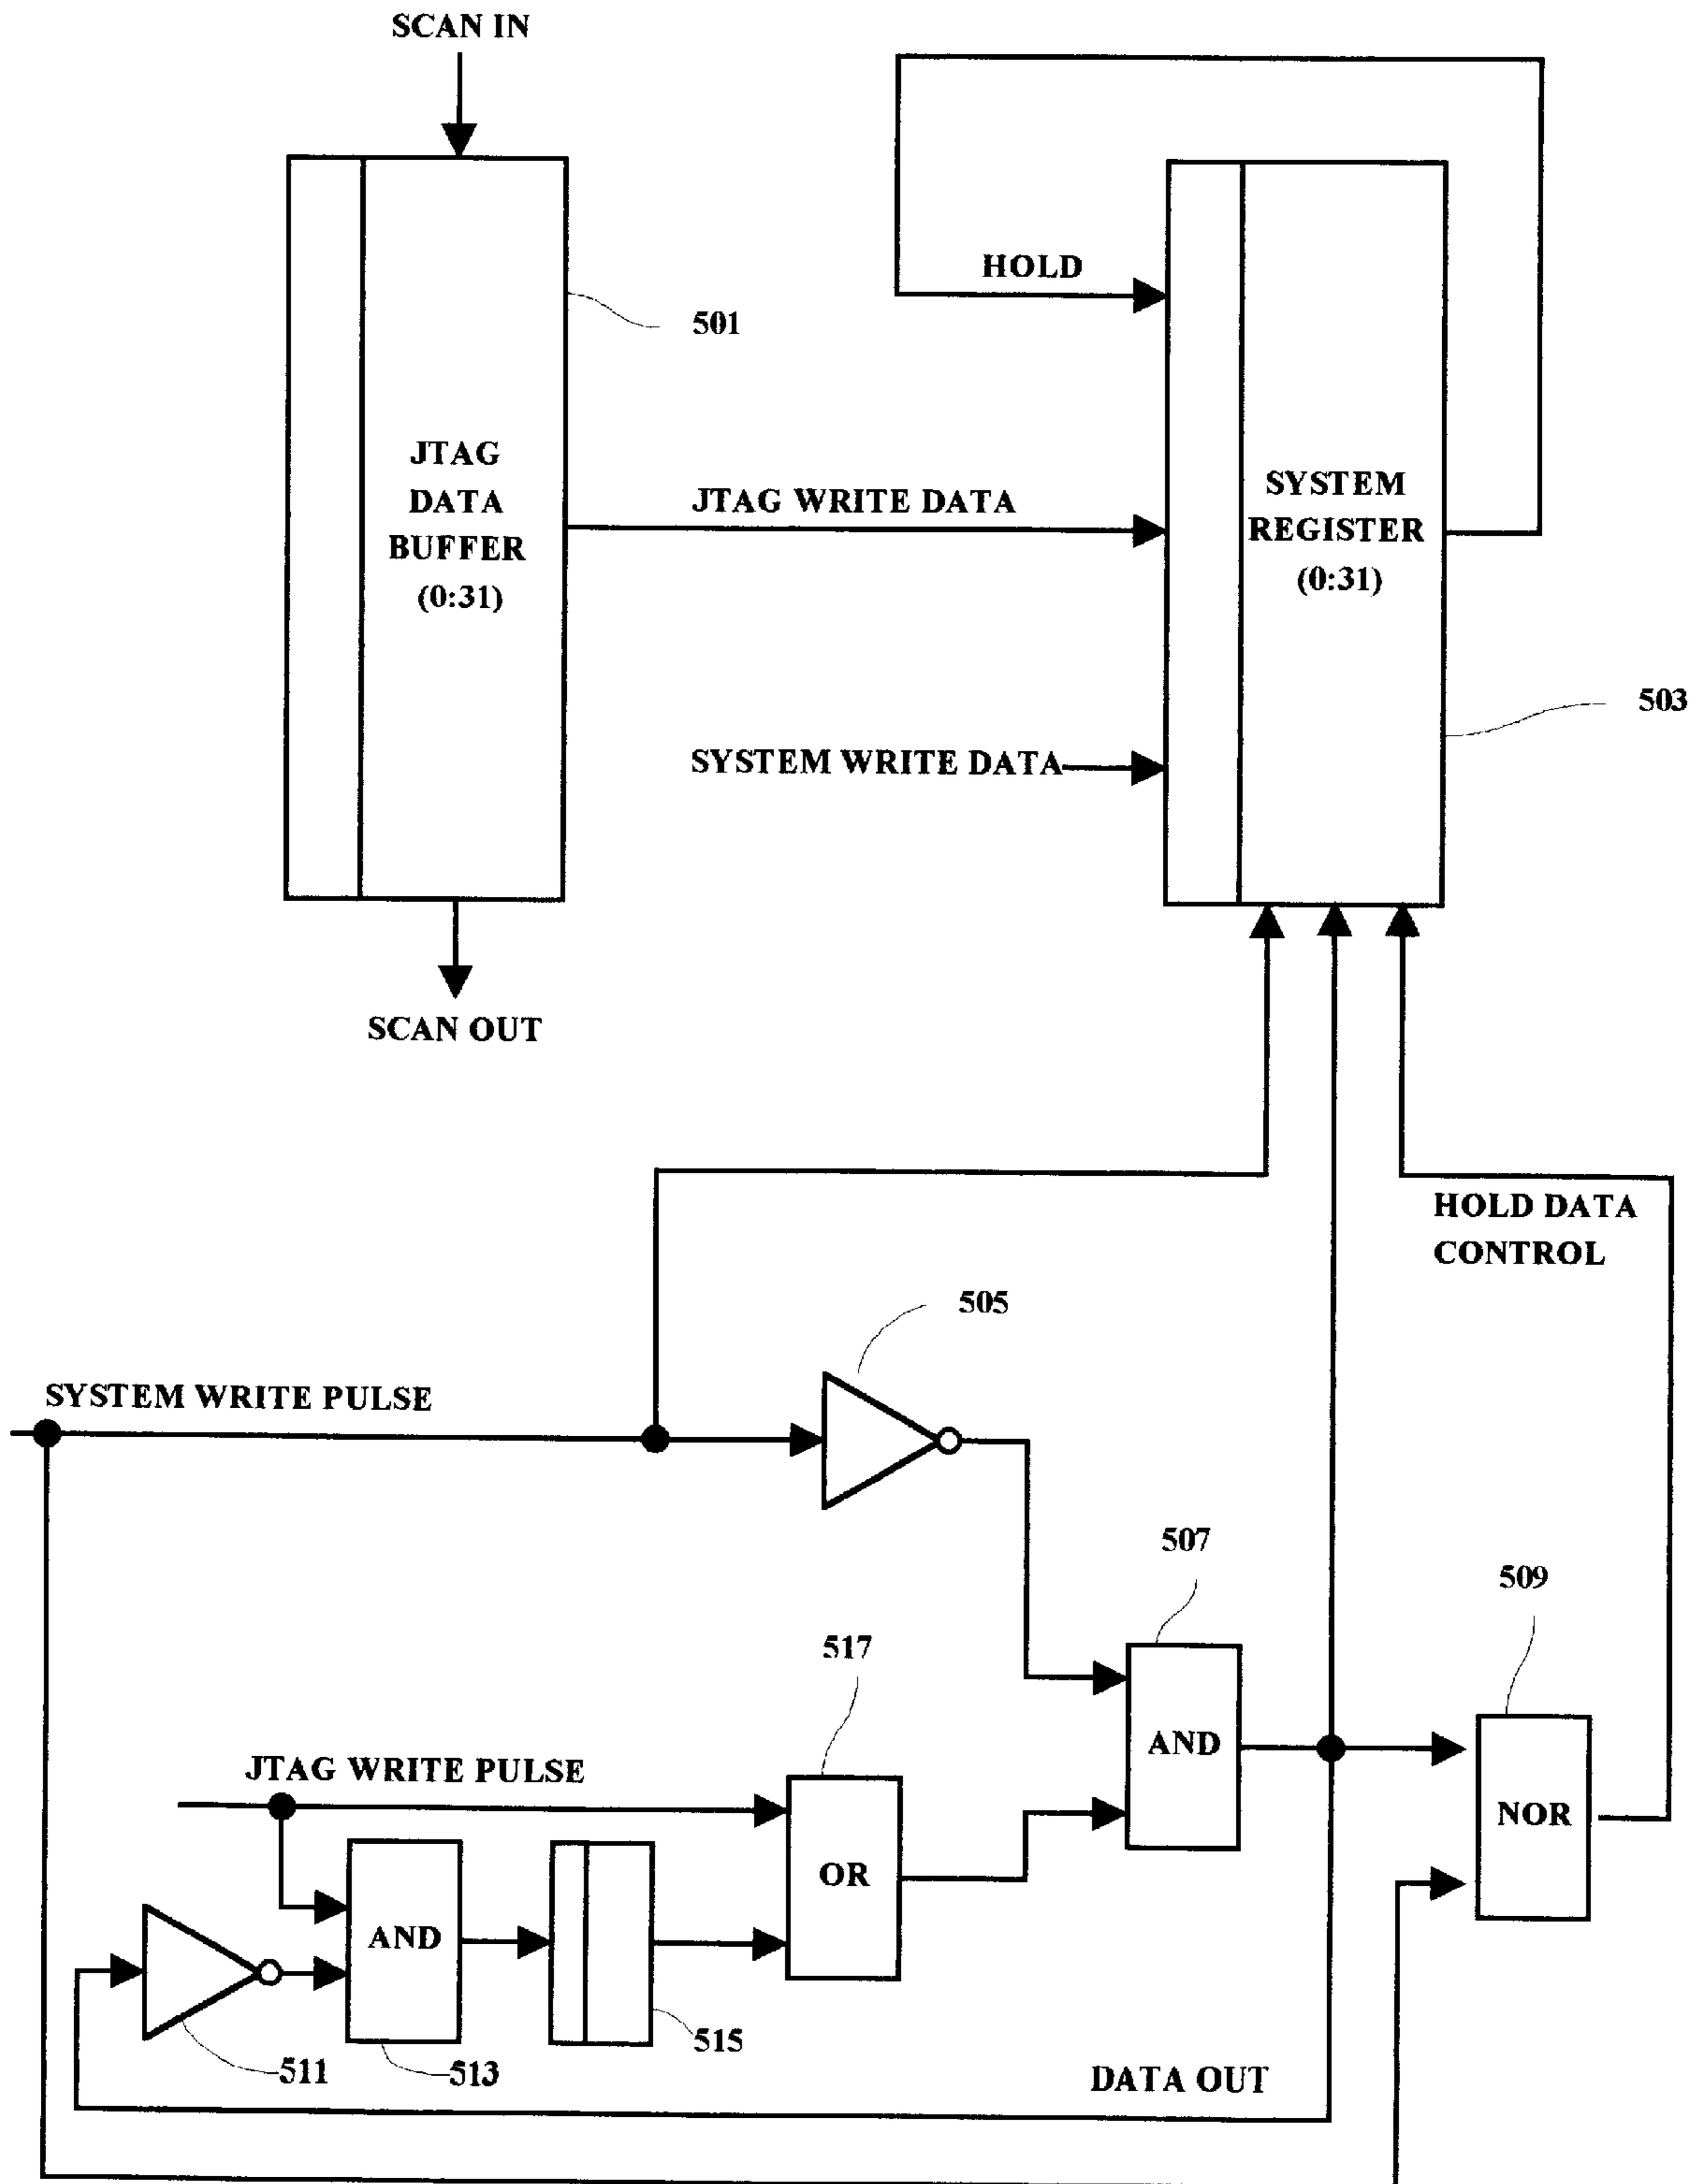 SCAN IN
HOLD
501
JTAG
DATA
BUFFER
(0:31)
JTAG WRITE DATA
SYSTEM
REGISTER
(0:31)
503
SYSTEM WRITE DATA
SCAN OUT
HOLD DATA
CONTROL
505
SYSTEM WRITE PULSE
507
509
517
AND
JTAG WRITE PULSE
NOR
OR
AND
515
511
513
DATA OUT